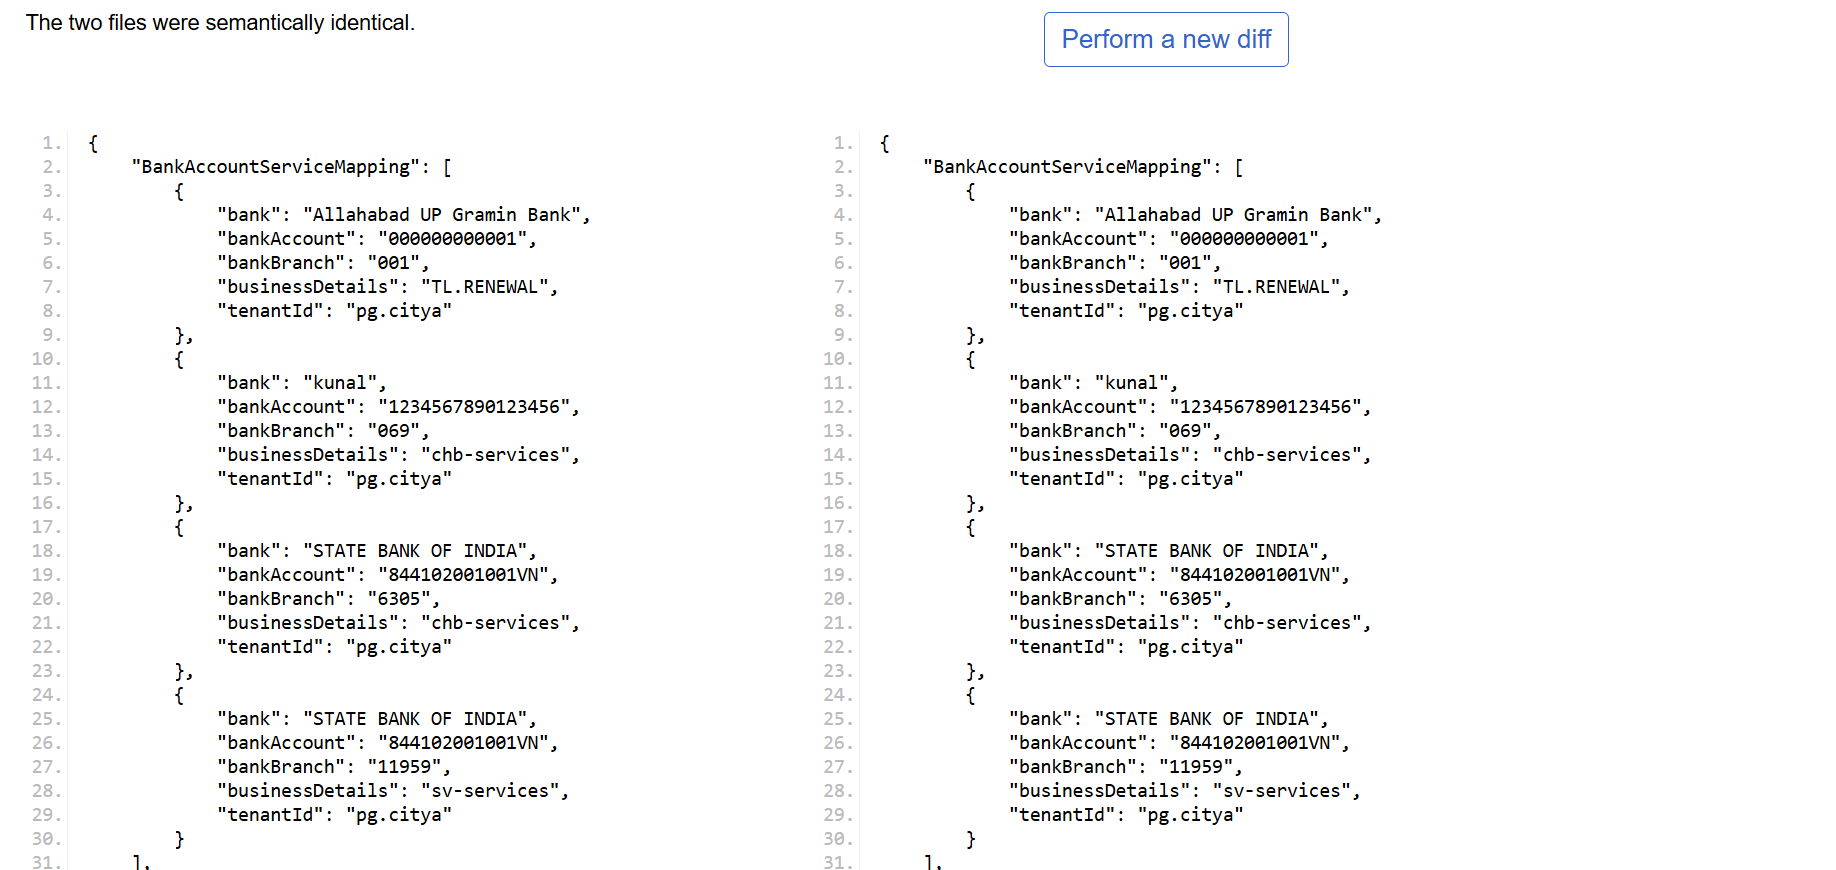 The two files were semantically identical.
Perform a new diff
1. {
2. "BankAccountServiceMapping": [
3. {
4. "bank": "Allahabad UP Gramin Bank",
5. "bankAccount": "000000000001",
6. "bankBranch": "001",
7. "businessDetails": "TL.RENEWAL",
8. "tenantId": "pg.citya"
9. },
10. {
11. "bank": "kunal",
12. "bankAccount": "1234567890123456",
13. "bankBranch": "069",
14. "businessDetails": "chb-services",
15. "tenantId": "pg.citya"
16. },
17. {
18. "bank": "STATE BANK OF INDIA",
19. "bankAccount": "844102001001VN",
20. "bankBranch": "6305",
21. "businessDetails": "chb-services",
22. "tenantId": "pg.citya"
23. },
24. {
25. "bank": "STATE BANK OF INDIA",
26. "bankAccount": "844102001001VN",
27. "bankBranch": "11959",
28. "businessDetails": "sv-services",
29. "tenantId": "pg.citya"
30. }
31. ],
1. {
2. "BankAccountServiceMapping": [
3. {
4. "bank": "Allahabad UP Gramin Bank",
5. "bankAccount": "000000000001",
6. "bankBranch": "001",
7. "businessDetails": "TL.RENEWAL",
8. "tenantId": "pg.citya"
9. },
10. {
11. "bank": "kunal",
12. "bankAccount": "1234567890123456",
13. "bankBranch": "069",
14. "businessDetails": "chb-services",
15. "tenantId": "pg.citya"
16. },
17. {
18. "bank": "STATE BANK OF INDIA",
19. "bankAccount": "844102001001VN",
20. "bankBranch": "6305",
21. "businessDetails": "chb-services",
22. "tenantId": "pg.citya"
23. },
24. {
25. "bank": "STATE BANK OF INDIA",
26. "bankAccount": "844102001001VN",
27. "bankBranch": "11959",
28. "businessDetails": "sv-services",
29. "tenantId": "pg.citya"
30. }
31. ],